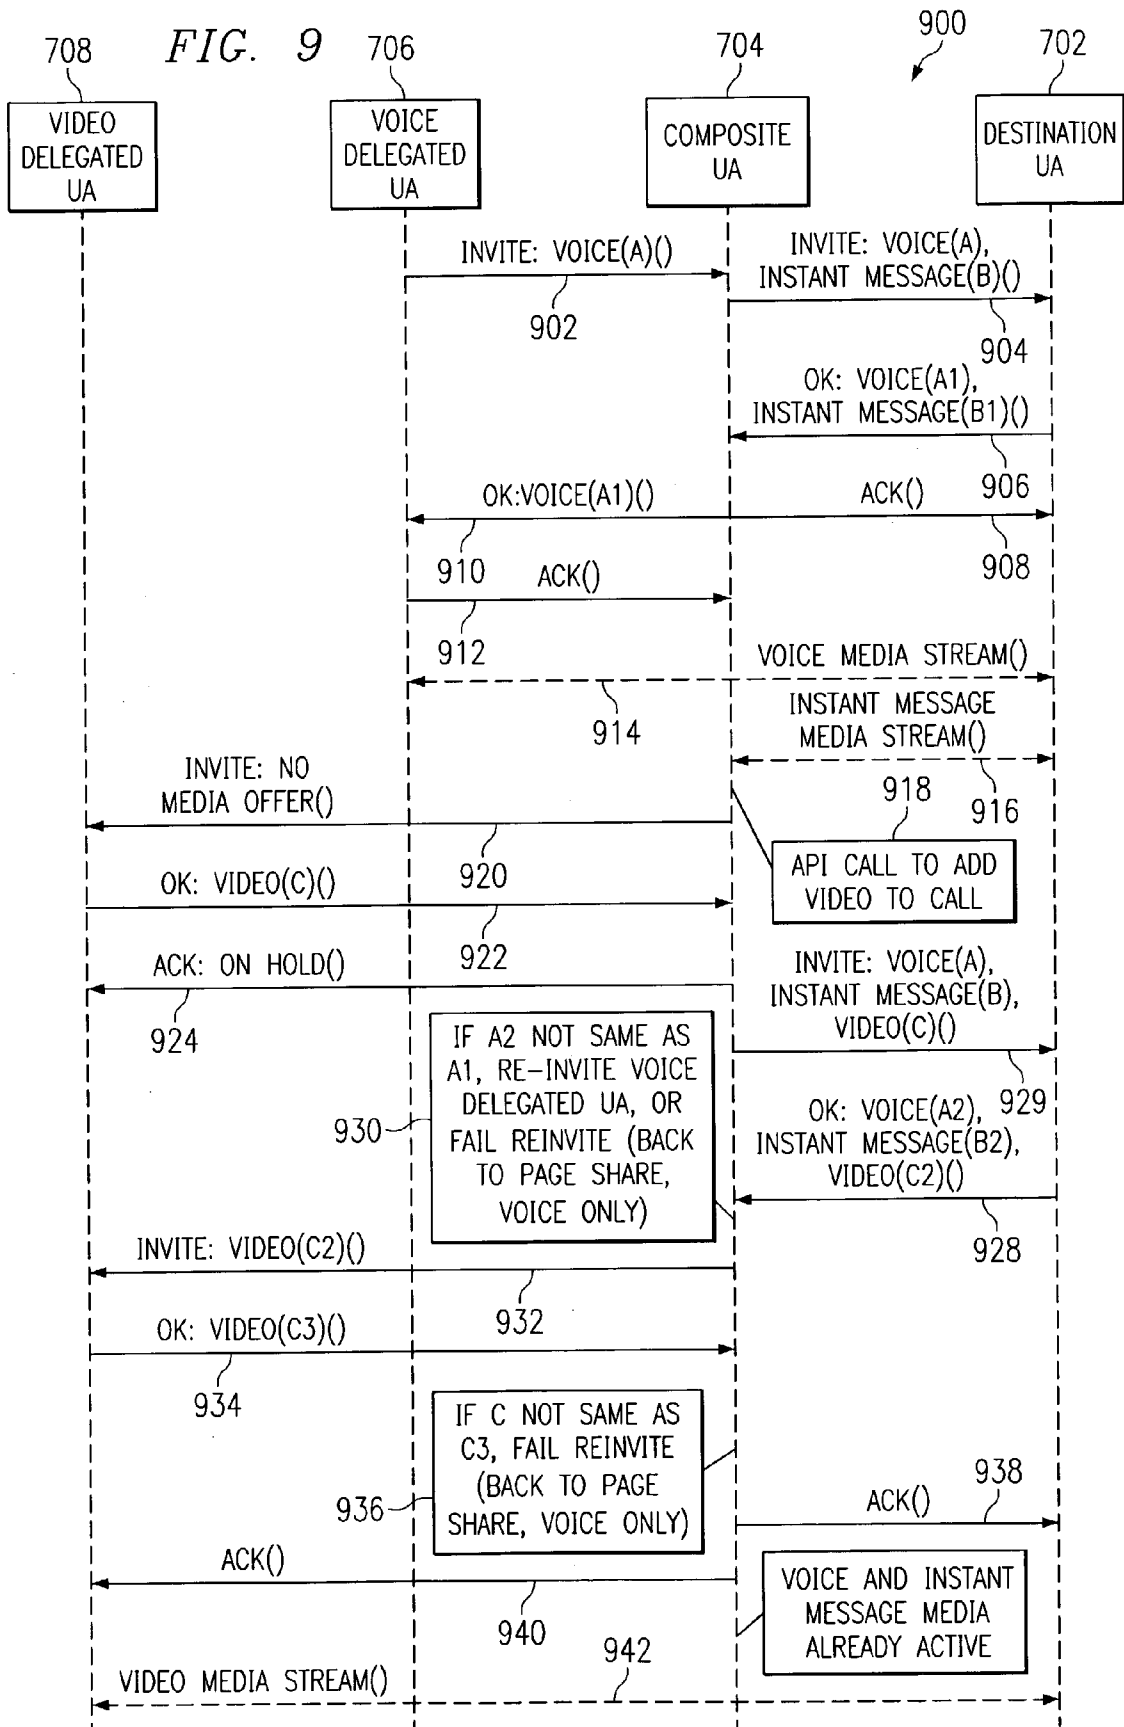 FIG. 9
900
708
706
704
702
VIDEO
DELEGATED
UA
VOICE
DELEGATED
UA
COMPOSITE
UA
DESTINATION
UA
INVITE: VOICE(A)()
902
INVITE: VOICE(A),
INSTANT MESSAGE(B)()
904
OK: VOICE(A1),
INSTANT MESSAGE(B1)()
906
OK:VOICE(A1)()
910
ACK()
908
ACK()
912
VOICE MEDIA STREAM()
914
INSTANT MESSAGE
MEDIA STREAM()
916
918
API CALL TO ADD
VIDEO TO CALL
INVITE: NO
MEDIA OFFER()
920
OK: VIDEO(C)()
922
ACK: ON HOLD()
924
INVITE: VOICE(A),
INSTANT MESSAGE(B),
VIDEO(C)()
929
IF A2 NOT SAME AS
A1, RE-INVITE VOICE
DELEGATED UA, OR
FAIL REINVITE (BACK
TO PAGE SHARE,
VOICE ONLY)
930
OK: VOICE(A2),
INSTANT MESSAGE(B2),
VIDEO(C2)()
928
INVITE: VIDEO(C2)()
932
OK: VIDEO(C3)()
934
IF C NOT SAME AS
C3, FAIL REINVITE
(BACK TO PAGE
SHARE, VOICE ONLY)
936
ACK()
938
ACK()
940
VOICE AND INSTANT
MESSAGE MEDIA
ALREADY ACTIVE
VIDEO MEDIA STREAM()
942